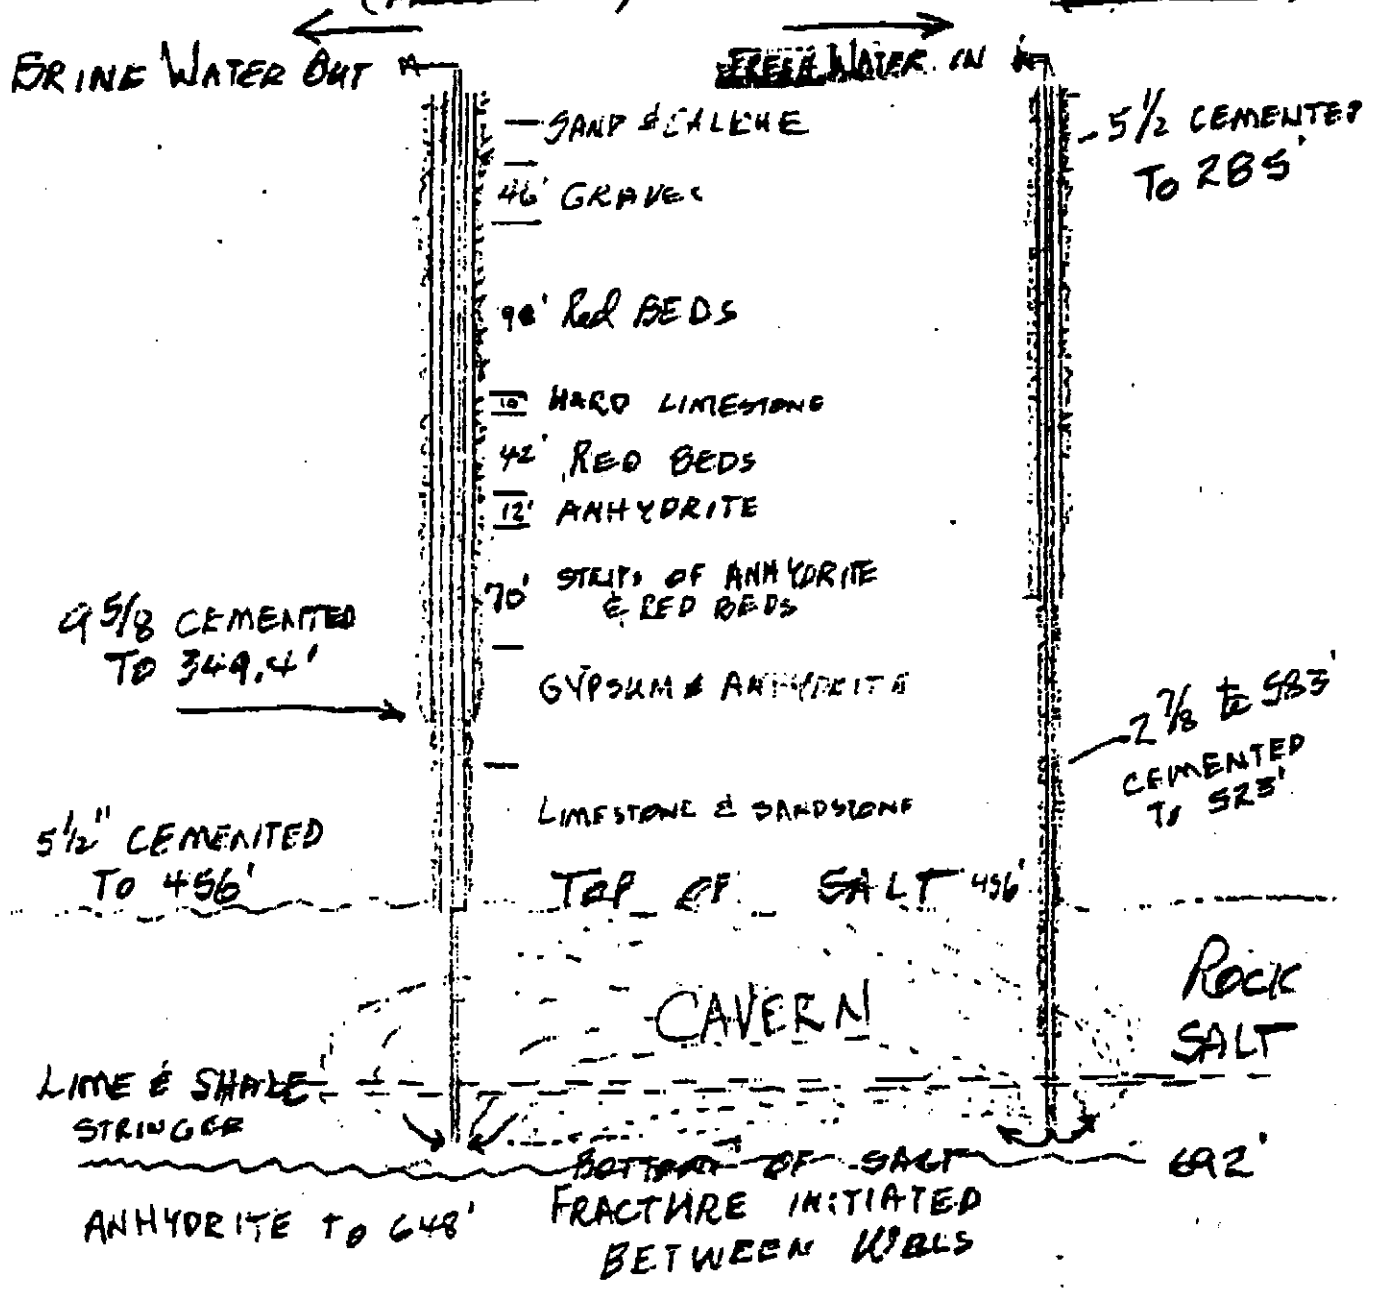 BRINE WATER OUT
FRESH WATER IN
SAND & CALICHE
5 1/2 CEMENTED
TO 285'
46' GRAVEL
90' Red BEDS
10' HARD LIMESTONE
42' RED BEDS
12' ANHYDRITE
70' STRIPS OF ANHYDRITE
& RED BEDS
9 5/8 CEMENTED
TO 349.4'
GYPSUM & ANHYDRITE
2 7/8 to 583'
CEMENTED
TO 523'
LIMESTONE & SANDSTONE
5 1/2" CEMENTED
TO 456'
TOP OF SALT 456'
ROCK
SALT
CAVERN
LIME & SHALE
STRINGER
BOTTOM OF SALT
692'
ANHYDRITE TO 648'
FRACTURE INITIATED
BETWEEN WELLS